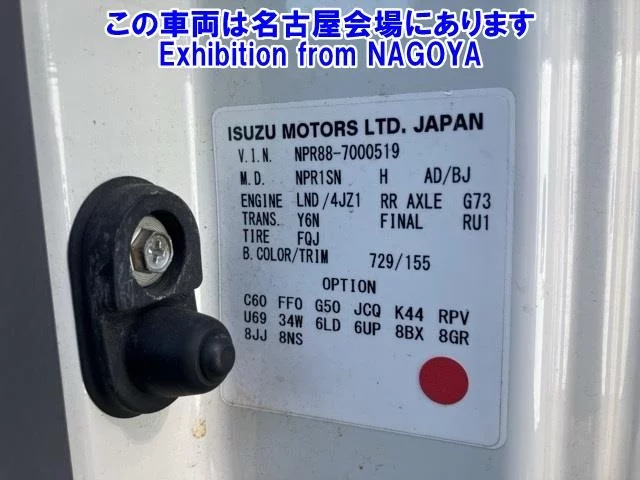 この車両は名古屋会場にあります
Exhibition from NAGOYA
ISUZU MOTORS LTD. JAPAN
V.I.N. NPR88-7000519
M.D. NPR1SN H AD/BJ
ENGINE LND/4JZ1 RR AXLE G73
TRANS. Y6N FINAL RU1
TIRE FQJ
B.COLOR/TRIM 729/155
OPTION
C60 FF0 G50 JCQ K44 RPV
U69 34W 6LD 6UP 8BX 8GR
8JJ 8NS